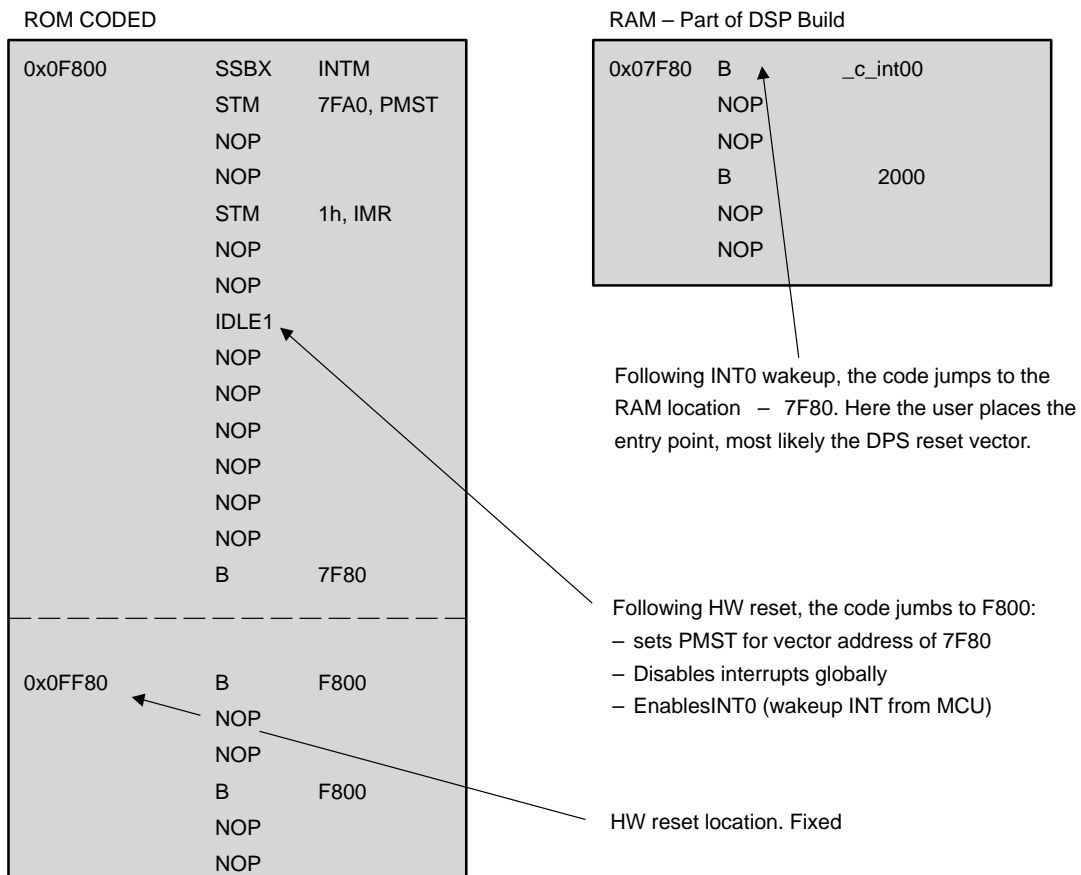 ROM CODED
0x0F800 SSBX INTM
STM 7FA0, PMST
NOP
NOP
STM 1h, IMR
NOP
NOP
IDLE1
NOP
NOP
NOP
NOP
NOP
NOP
B 7F80
0x0FF80 B F800
NOP
NOP
B F800
NOP
NOP
RAM – Part of DSP Build
0x07F80 B _c_int00
NOP
NOP
B 2000
NOP
NOP
Following INT0 wakeup, the code jumps to the
RAM location – 7F80. Here the user places the
entry point, most likely the DPS reset vector.
Following HW reset, the code jumbs to F800:
– sets PMST for vector address of 7F80
– Disables interrupts globally
– EnablesINT0 (wakeup INT from MCU)
HW reset location. Fixed